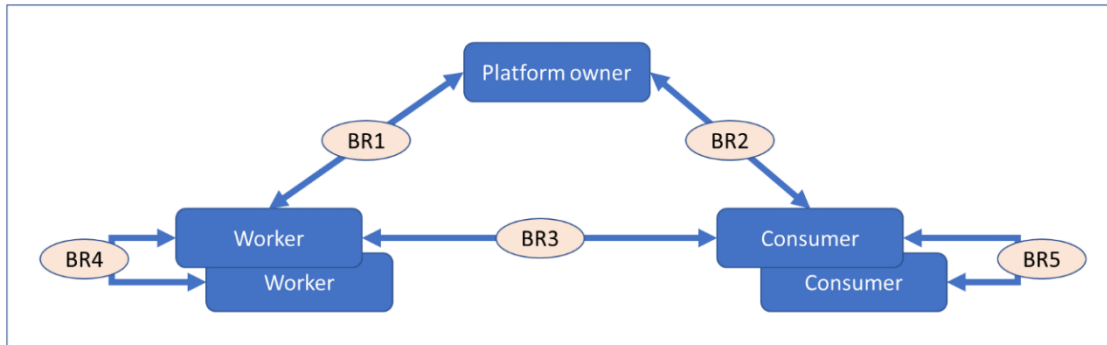 Platform owner
BR1
BR2
Worker
BR3
Consumer
BR4
Worker
Consumer
BR5